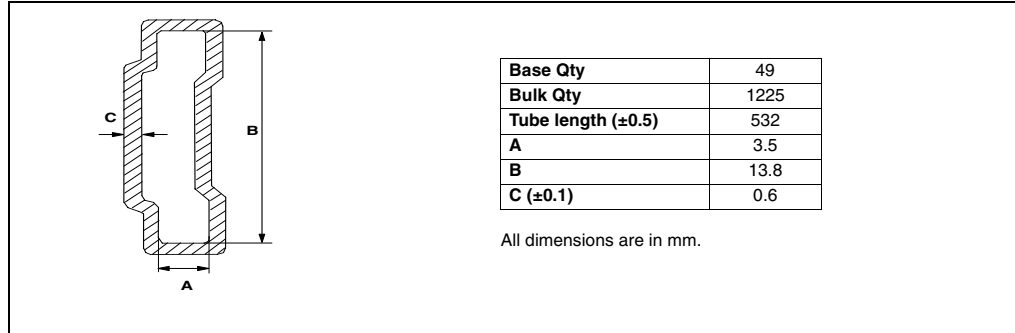 C
B
A
Base Qty 49
Bulk Qty 1225
Tube length (±0.5) 532
A 3.5
B 13.8
C (±0.1) 0.6
All dimensions are in mm.